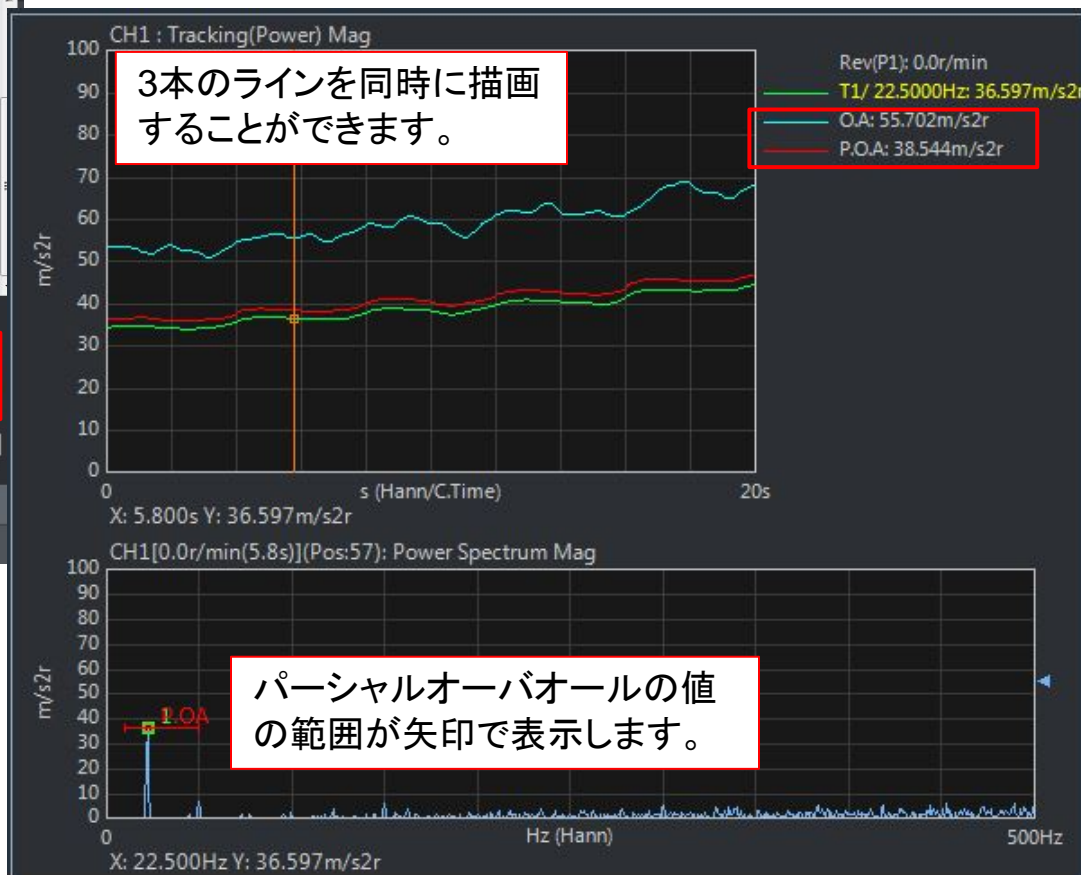 CH1 : Tracking(Power) Mag
3本のラインを同時に描画
することができます。
Rev(P1): 0.0r/min
T1/ 22.5000Hz: 36.597m/s2r
O.A: 55.702m/s2r
P.O.A: 38.544m/s2r
100
90
80
70
60
50
40
30
20
10
0
m/s2r
0
s (Hann/C.Time)
20s
X: 5.800s Y: 36.597m/s2r
CH1[0.0r/min(5.8s)](Pos:57): Power Spectrum Mag
100
90
80
70
60
50
40
30
20
10
0
m/s2r
1
P.OA
パーシャルオーバオールの値
の範囲が矢印で表示します。
0
Hz (Hann)
500Hz
X: 22.500Hz Y: 36.597m/s2r